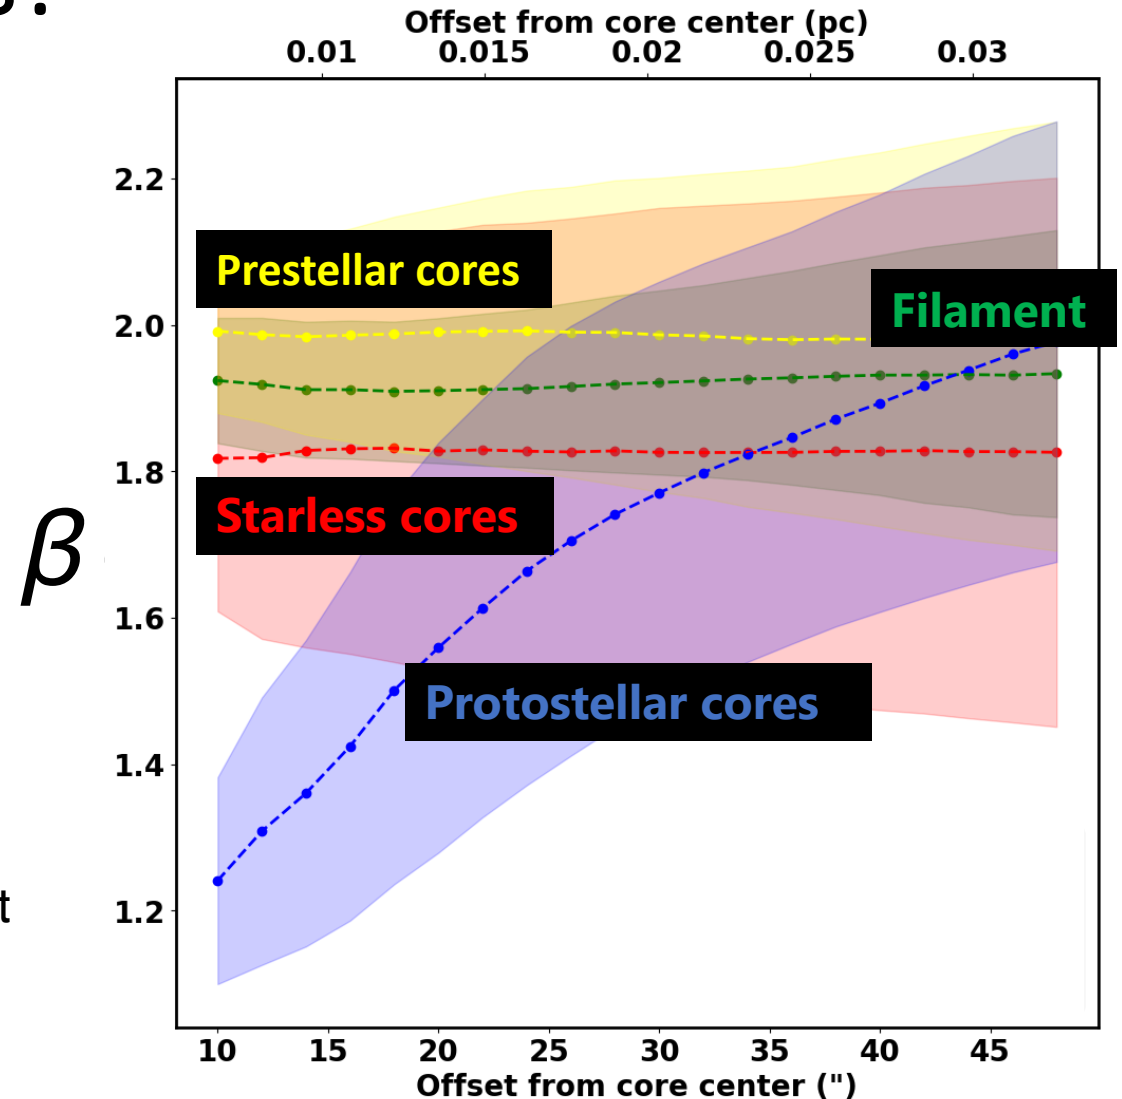 Offset from core center (pc)
0.01 0.015 0.02 0.025 0.03
2.2
Prestellar cores
Filament
2.0
1.8
Starless cores
β
1.6
Protostellar cores
1.4
1.2
10 15 20 25 30 35 40 45
Offset from core center (")